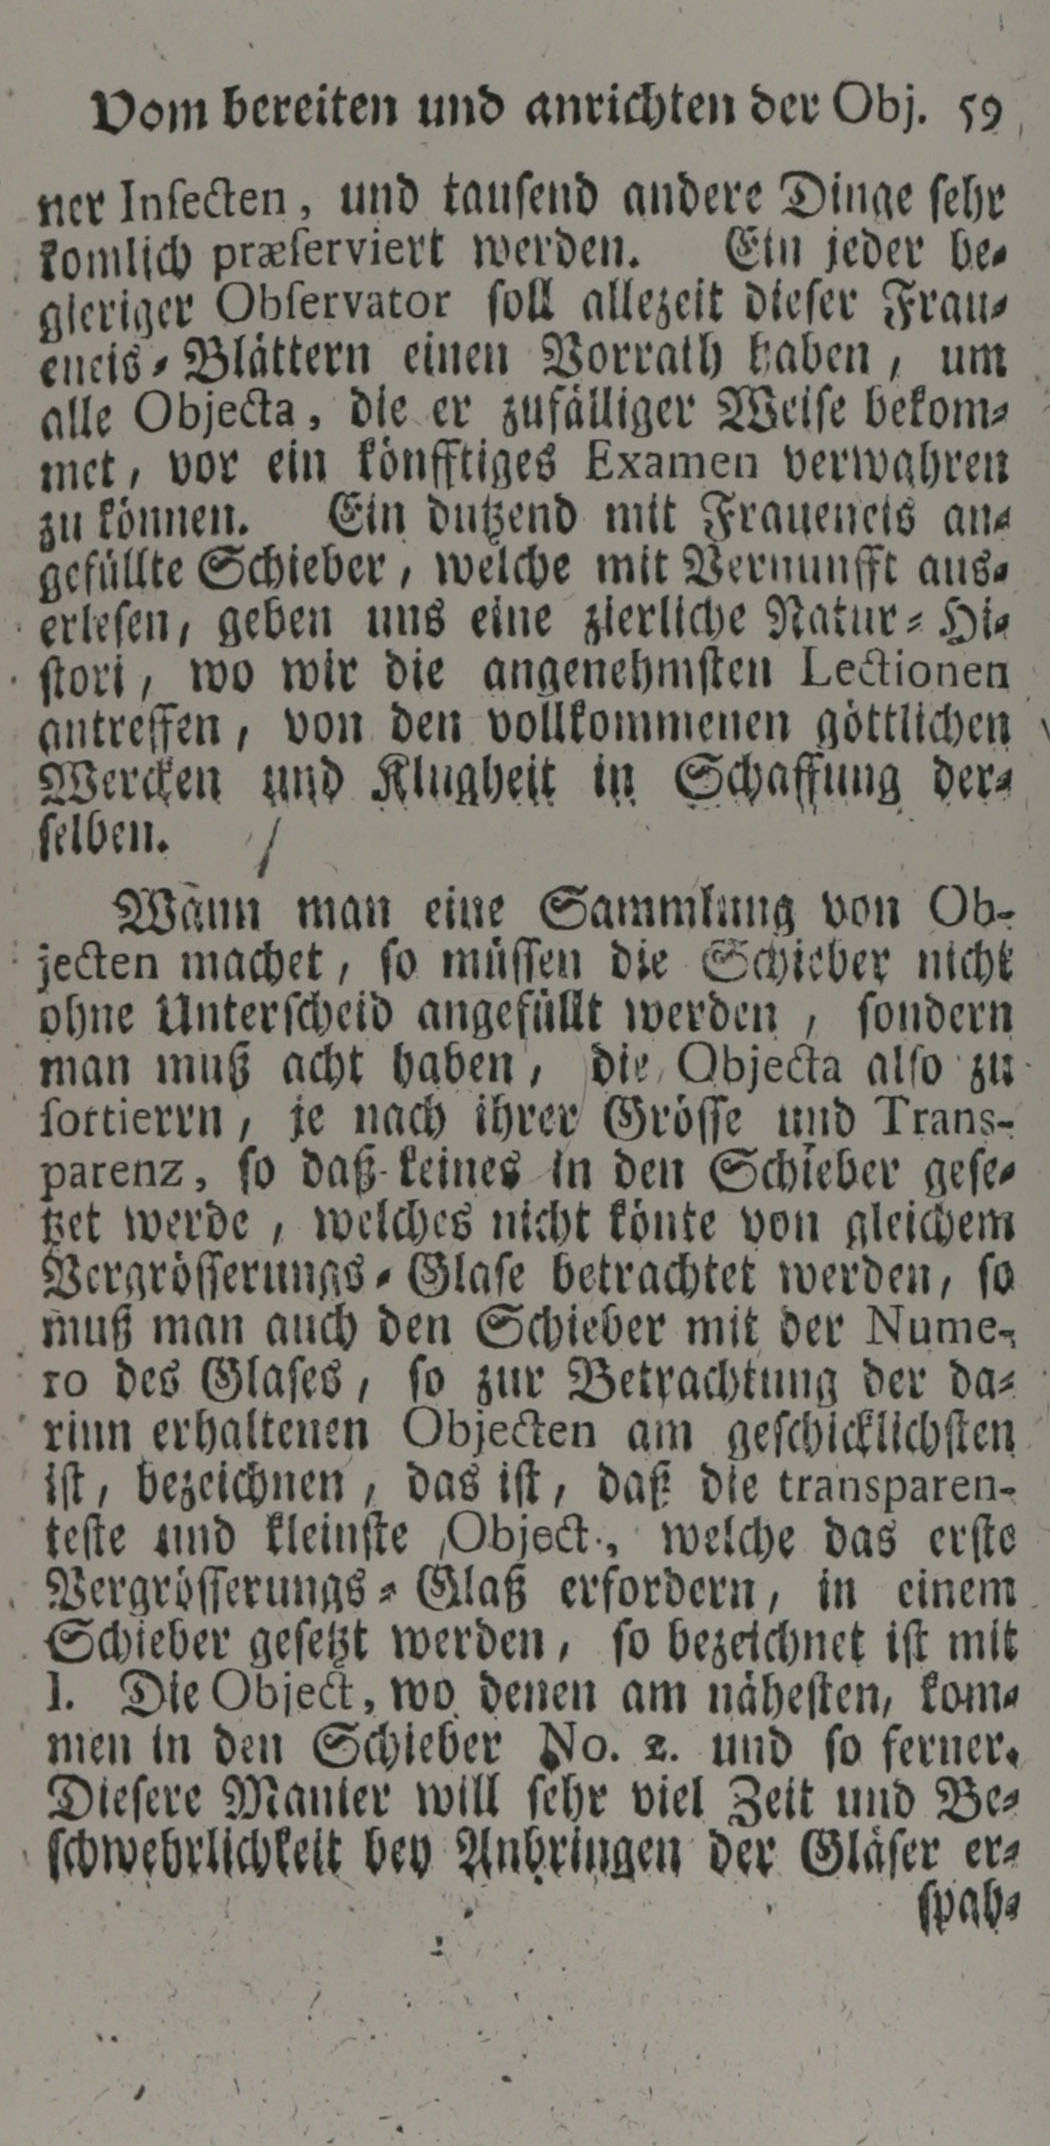 Vom bereiten und anrichten der Obj. 59
ner Insecten, und tausend andere Dinge sehr
komlich præserviert werden. Ein jeder be-
gieriger Observator soll allezeit dieser Frau-
eneis-Blättern einen Vorrath haben, um
alle Objecta, die er zufälliger Weise bekom-
met, vor ein könfftiges Examen verwahren
zu können. Ein dutzend mit Fraueneis an-
gefüllte Schieber, welche mit Vernunfft aus-
erlesen, geben uns eine zierliche Natur-Hi-
stori, wo wir die angenehmsten Lectionen
antreffen, von den vollkommenen göttlichen
Wercken und Klugheit in Schaffung der-
selben.
Wann man eine Sammlung von Ob-
jecten machet, so müssen die Schieber nicht
ohne Unterscheid angefüllt werden, sondern
man muß acht haben, die Objecta also zu
sortierrn, je nach ihrer Grösse und Trans-
parenz, so daß keines in den Schieber gese-
tzet werde, welches nicht könte von gleichem
Vergrösserungs-Glase betrachtet werden, so
muß man auch den Schieber mit der Nume-
ro des Glases, so zur Betrachtung der da-
rinn erhaltenen Objecten am geschicklichsten
ist, bezeichnen, das ist, daß die transparen-
teste und kleinste Object., welche das erste
Vergrösserungs-Glaß erfordern, in einem
Schieber gesetzt werden, so bezeichnet ist mit
1. Die Object, wo denen am nähesten, kom-
men in den Schieber No. 2. und so ferner.
Diesere Manier will sehr viel Zeit und Be-
schwehrlichkeit bey Anbringen der Gläser er-
spah-